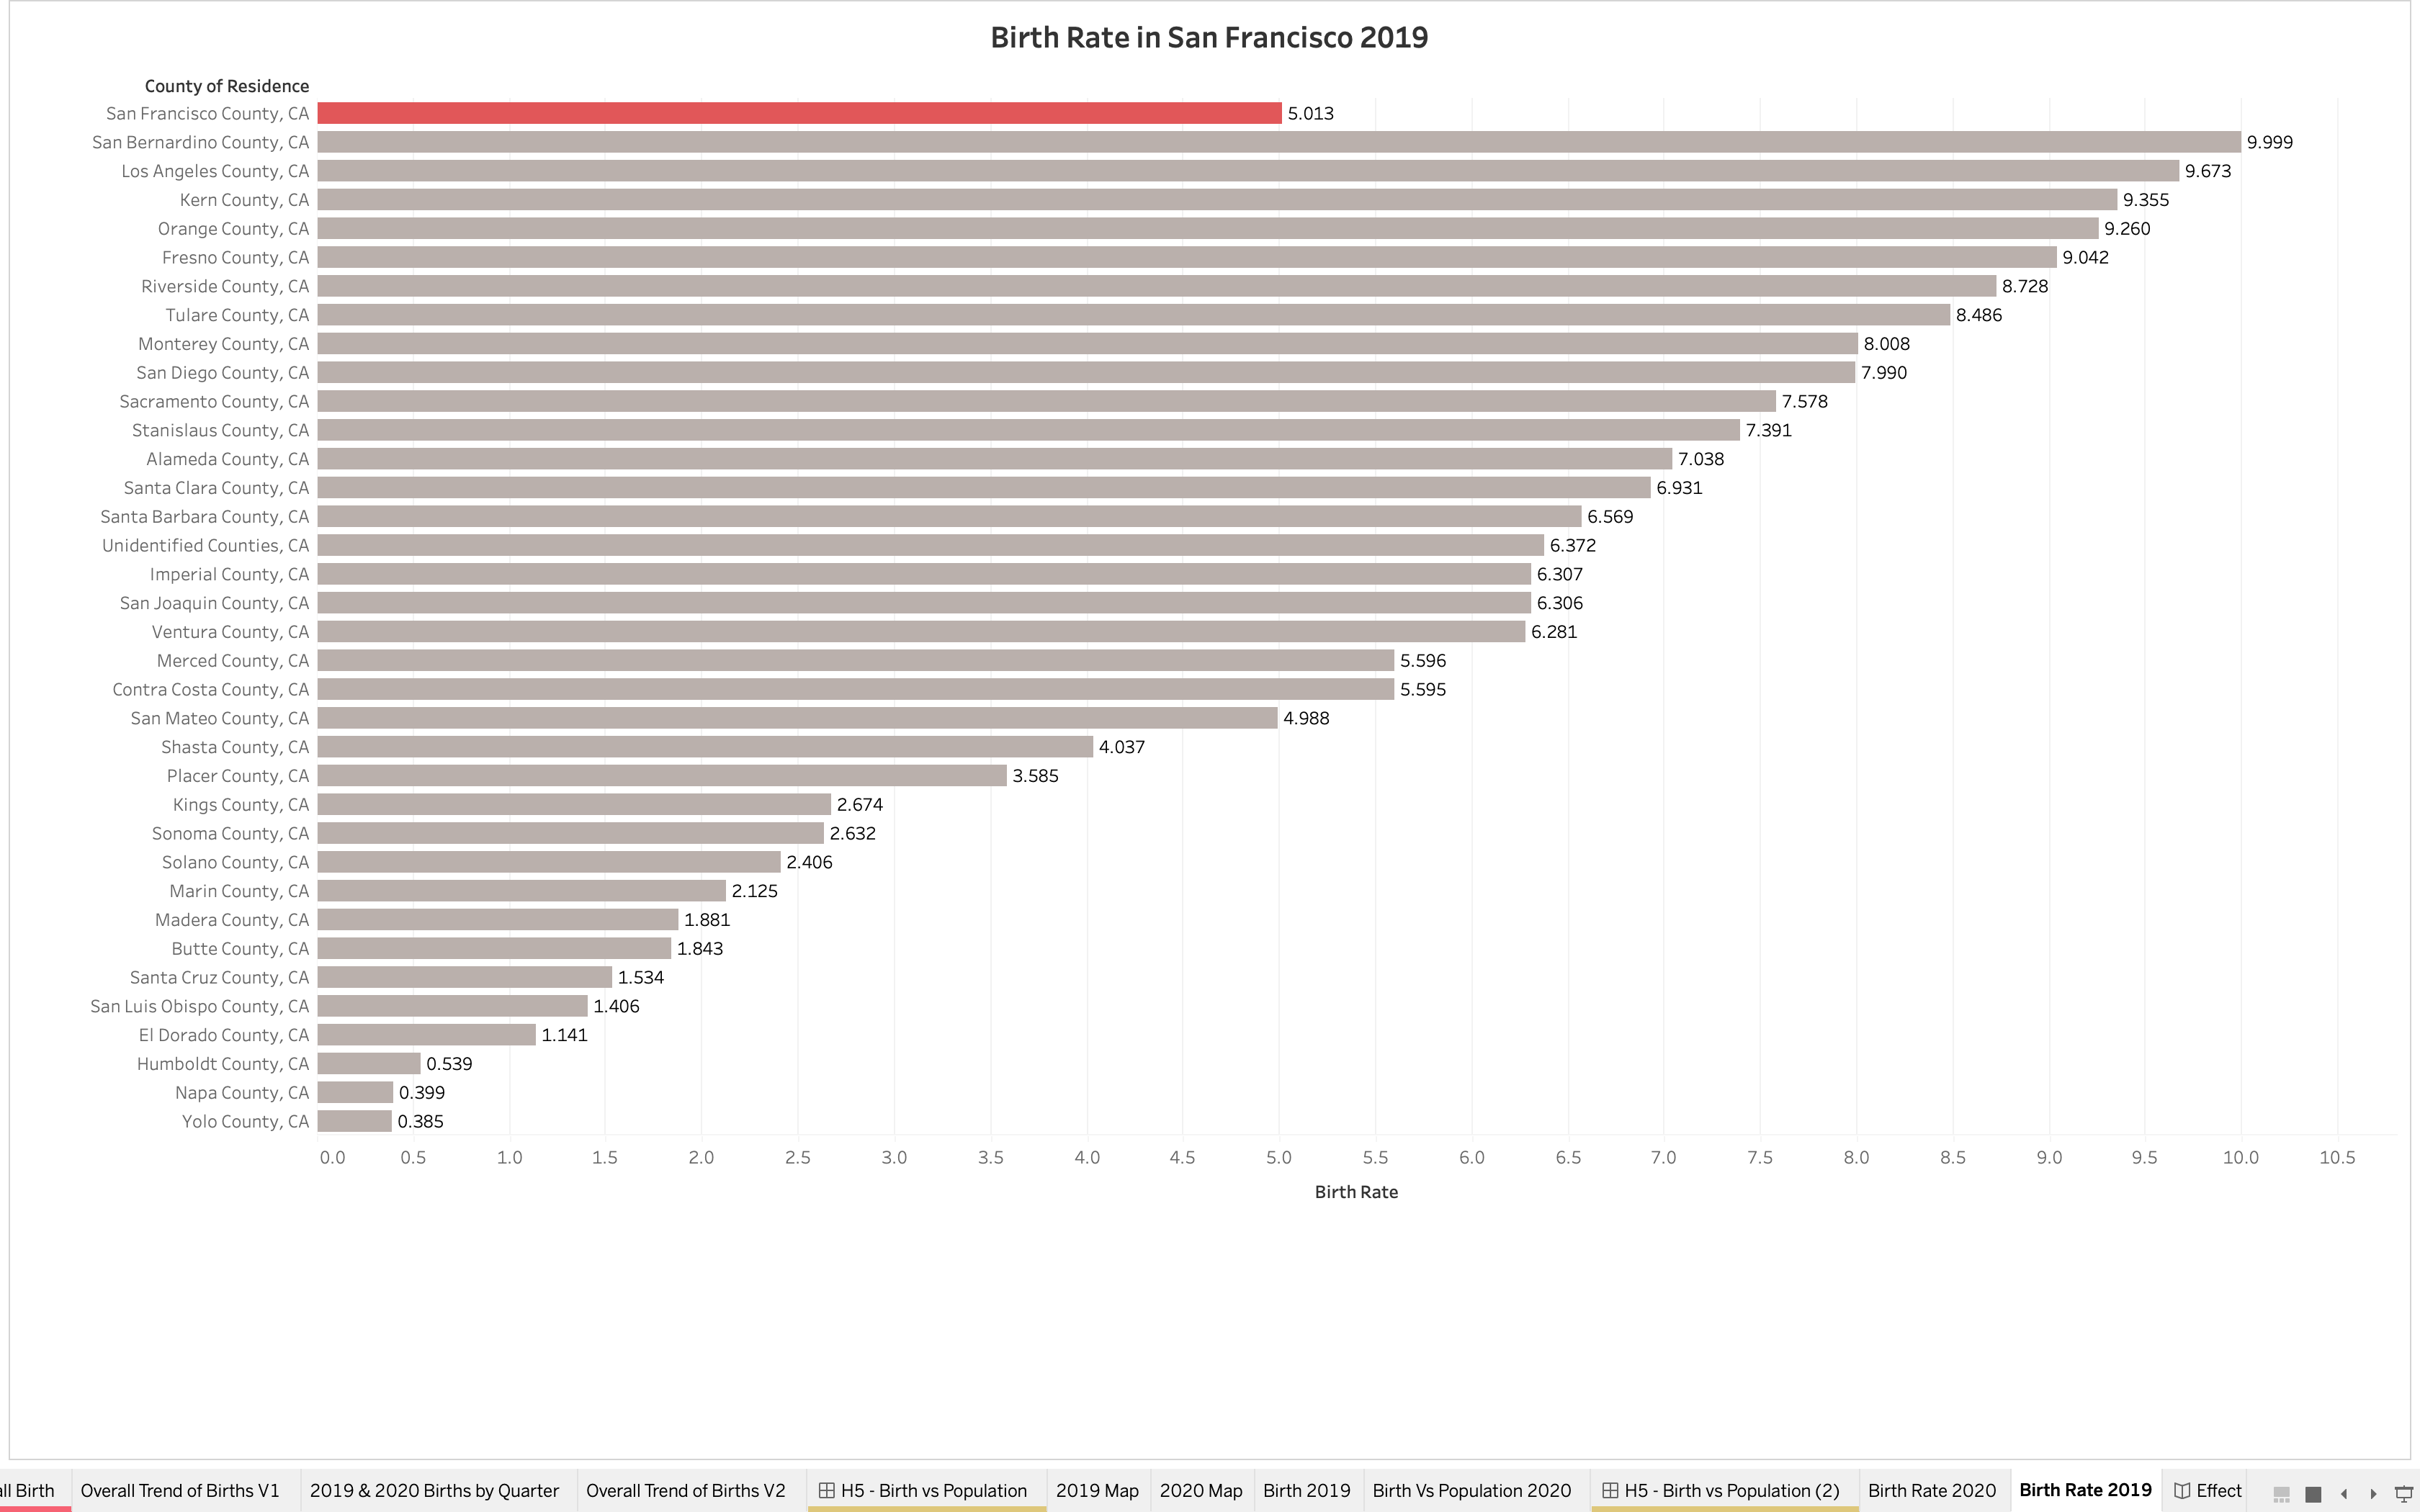 Birth Rate in San Francisco 2019
County of Residence
San Francisco County, CA 5.013
San Bernardino County, CA 9.999
Los Angeles County, CA 9.673
Kern County, CA 9.355
Orange County, CA 9.260
Fresno County, CA 9.042
Riverside County, CA 8.728
Tulare County, CA 8.486
Monterey County, CA 8.008
San Diego County, CA 7.990
Sacramento County, CA 7.578
Stanislaus County, CA 7.391
Alameda County, CA 7.038
Santa Clara County, CA 6.931
Santa Barbara County, CA 6.569
Unidentified Counties, CA 6.372
Imperial County, CA 6.307
San Joaquin County, CA 6.306
Ventura County, CA 6.281
Merced County, CA 5.596
Contra Costa County, CA 5.595
San Mateo County, CA 4.988
Shasta County, CA 4.037
Placer County, CA 3.585
Kings County, CA 2.674
Sonoma County, CA 2.632
Solano County, CA 2.406
Marin County, CA 2.125
Madera County, CA 1.881
Butte County, CA 1.843
Santa Cruz County, CA 1.534
San Luis Obispo County, CA 1.406
El Dorado County, CA 1.141
Humboldt County, CA 0.539
Napa County, CA 0.399
Yolo County, CA 0.385
0.0 0.5 1.0 1.5 2.0 2.5 3.0 3.5 4.0 4.5 5.0 5.5 6.0 6.5 7.0 7.5 8.0 8.5 9.0 9.5 10.0 10.5
Birth Rate
ll Birth Overall Trend of Births V1 2019 & 2020 Births by Quarter Overall Trend of Births V2 H5 - Birth vs Population 2019 Map 2020 Map Birth 2019 Birth Vs Population 2020 H5 - Birth vs Population (2) Birth Rate 2020 Birth Rate 2019 Effect